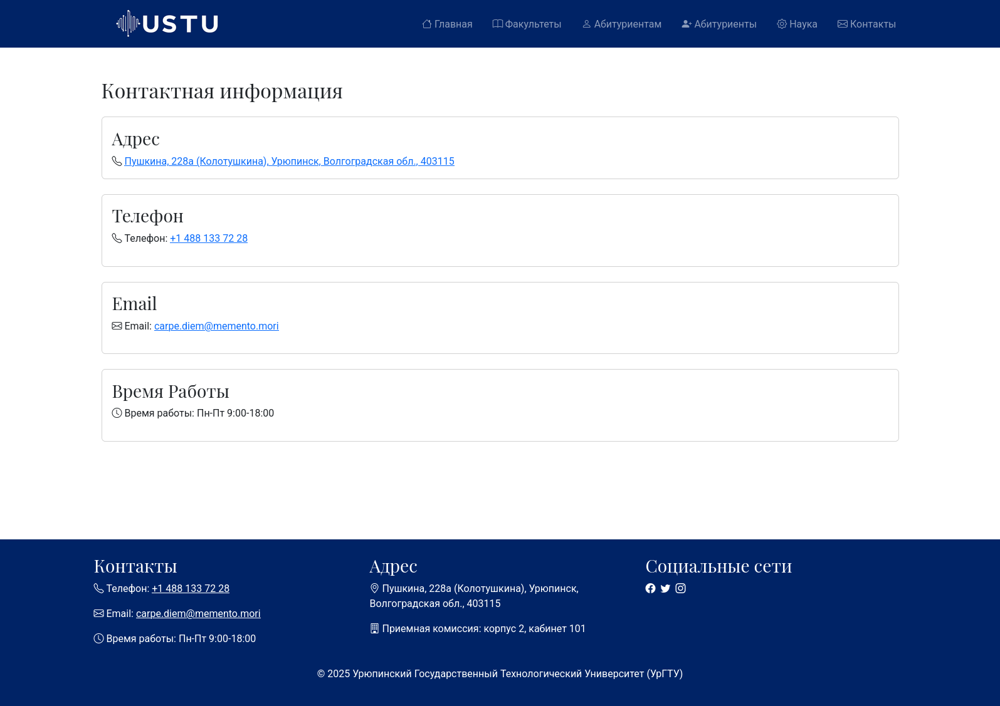 USTU
Главная
Факультеты
Абитуриентам
Абитуриенты
Наука
Контакты
Контактная информация
Адрес
Пушкина, 228а (Колотушкина), Урюпинск, Волгоградская обл., 403115
Телефон
Телефон: +1 488 133 72 28
Email
Email: carpe.diem@memento.mori
Время Работы
Время работы: Пн-Пт 9:00-18:00
Контакты
Телефон: +1 488 133 72 28
Email: carpe.diem@memento.mori
Время работы: Пн-Пт 9:00-18:00
Адрес
Пушкина, 228а (Колотушкина), Урюпинск,
Волгоградская обл., 403115
Приемная комиссия: корпус 2, кабинет 101
Социальные сети
© 2025 Урюпинский Государственный Технологический Университет (УрГТУ)